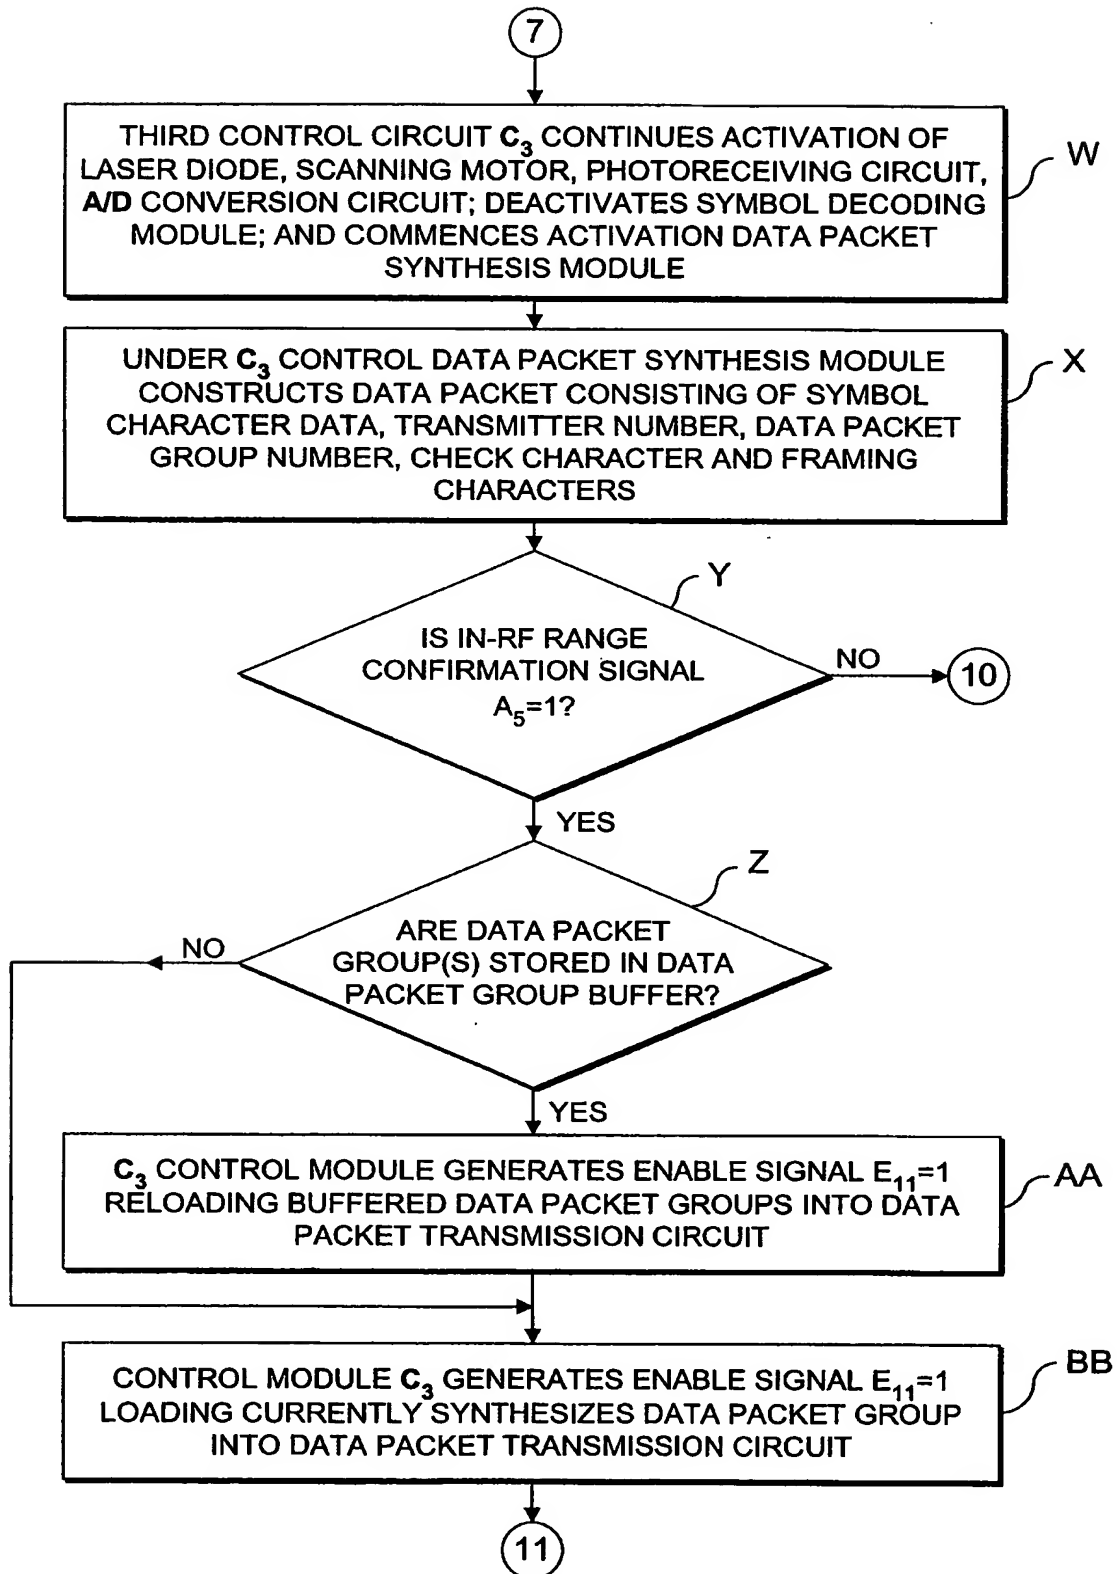 7
THIRD CONTROL CIRCUIT C3 CONTINUES ACTIVATION OF
LASER DIODE, SCANNING MOTOR, PHOTORECEIVING CIRCUIT,
A/D CONVERSION CIRCUIT; DEACTIVATES SYMBOL DECODING
MODULE; AND COMMENCES ACTIVATION DATA PACKET
SYNTHESIS MODULE
W
UNDER C3 CONTROL DATA PACKET SYNTHESIS MODULE
CONSTRUCTS DATA PACKET CONSISTING OF SYMBOL
CHARACTER DATA, TRANSMITTER NUMBER, DATA PACKET
GROUP NUMBER, CHECK CHARACTER AND FRAMING
CHARACTERS
X
IS IN-RF RANGE
CONFIRMATION SIGNAL
A5=1?
Y
NO
10
YES
ARE DATA PACKET
GROUP(S) STORED IN DATA
PACKET GROUP BUFFER?
Z
NO
YES
C3 CONTROL MODULE GENERATES ENABLE SIGNAL E11=1
RELOADING BUFFERED DATA PACKET GROUPS INTO DATA
PACKET TRANSMISSION CIRCUIT
AA
CONTROL MODULE C3 GENERATES ENABLE SIGNAL E11=1
LOADING CURRENTLY SYNTHESIZES DATA PACKET GROUP
INTO DATA PACKET TRANSMISSION CIRCUIT
BB
11